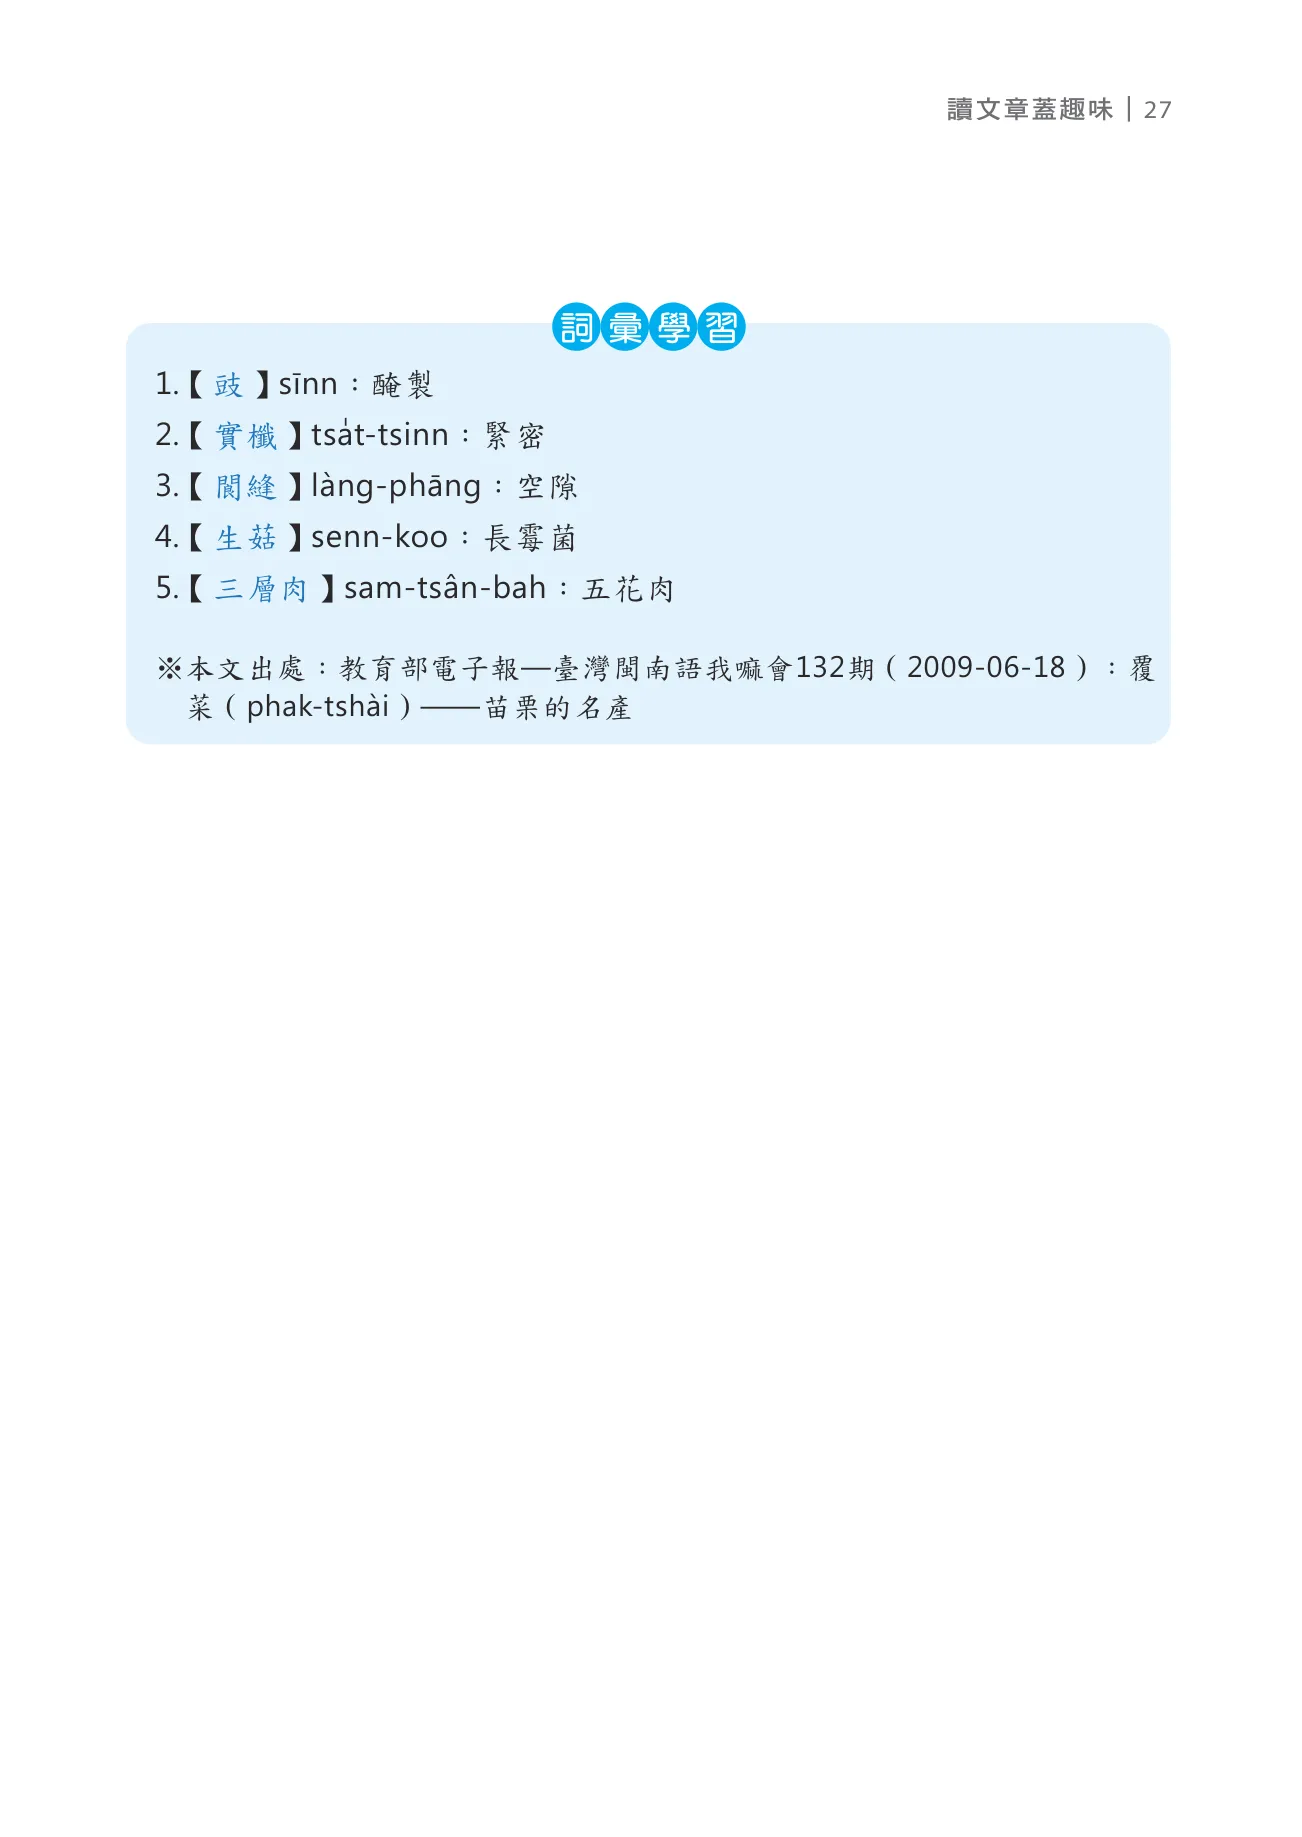 讀文章蓋趣味｜27
詞彙學習
1.【豉】sīnn：醃製
2.【實櫼】tsa̍t-tsinn：緊密
3.【閬縫】làng-phāng：空隙
4.【生菇】senn-koo：長霉菌
5.【三層肉】sam-tsân-bah：五花肉
※本文出處：教育部電子報—臺灣閩南語我嘛會132期（2009-06-18）：覆
菜（phak-tshài）——苗栗的名產